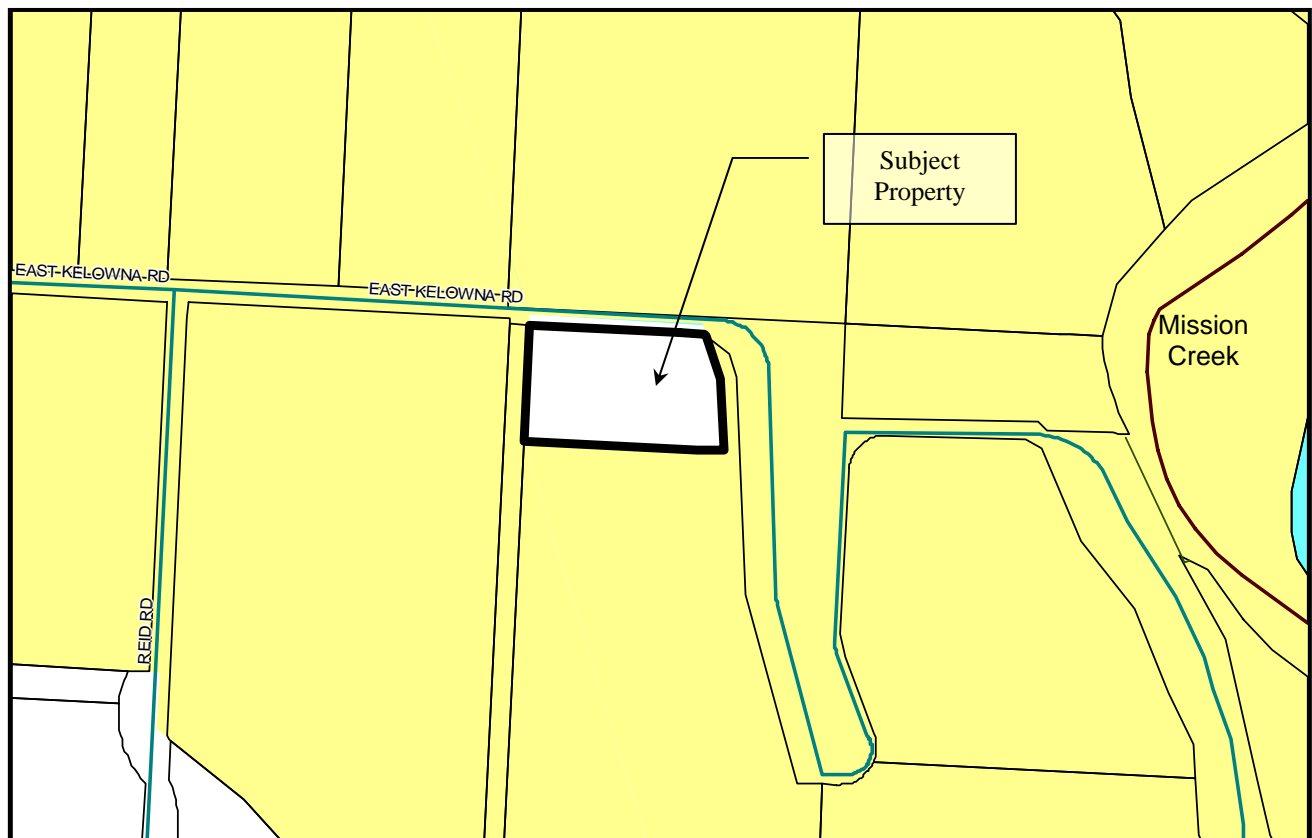 Subject
Property
EAST KELOWNA RD
EAST KELOWNA RD
Mission
Creek
REID RD